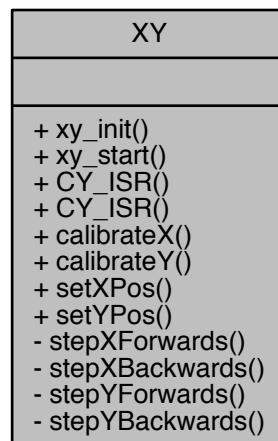 XY
+ xy_init()
+ xy_start()
+ CY_ISR()
+ CY_ISR()
+ calibrateX()
+ calibrateY()
+ setXPos()
+ setYPos()
- stepXForwards()
- stepXBackwards()
- stepYForwards()
- stepYBackwards()